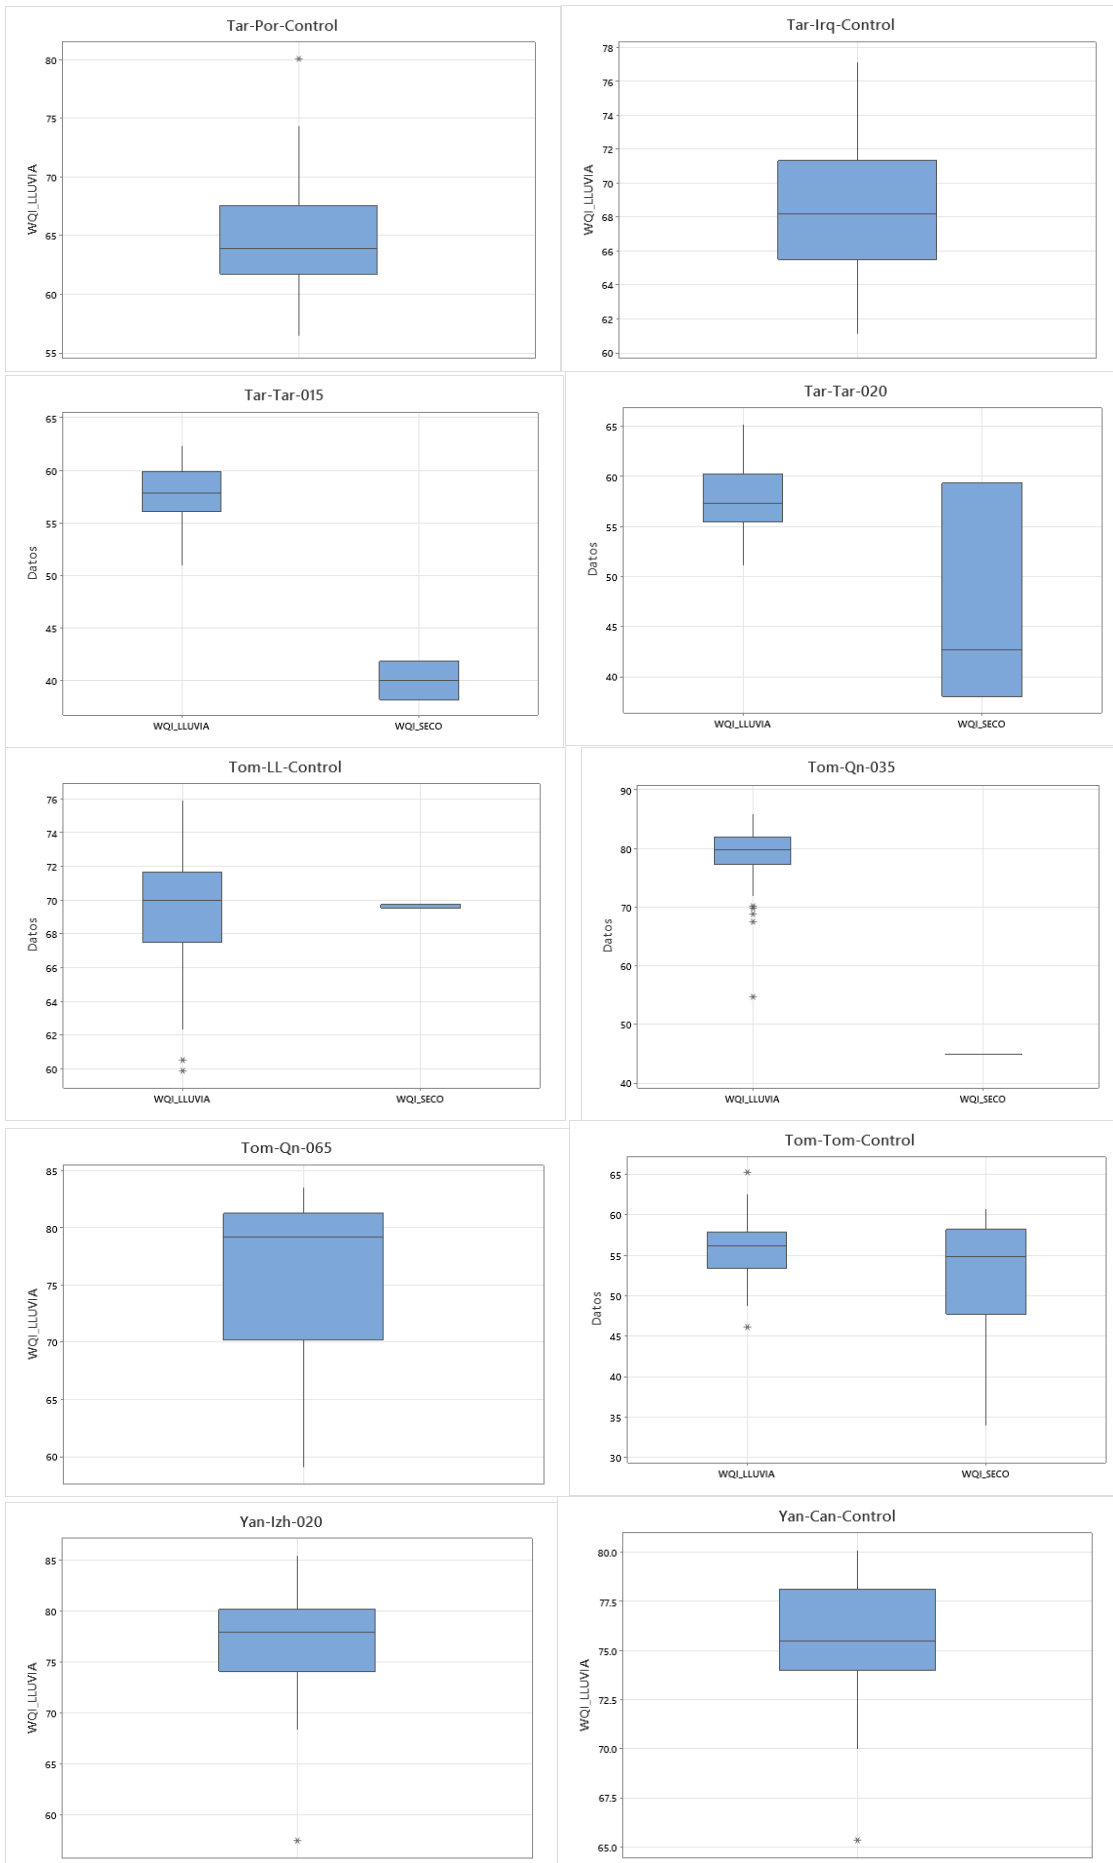 Tar-Por-Control
80
75
70
65
60
55
WQI_LLUVIA
Tar-Irq-Control
78
76
74
72
70
68
66
64
62
60
WQI_LLUVIA
Tar-Tar-015
65
60
55
50
45
40
Datos
WQI_LLUVIA WQI_SECO
Tar-Tar-020
65
60
55
50
45
40
Datos
WQI_LLUVIA WQI_SECO
Tom-LL-Control
76
74
72
70
68
66
64
62
60
Datos
WQI_LLUVIA WQI_SECO
Tom-Qn-035
90
80
70
60
50
40
Datos
WQI_LLUVIA WQI_SECO
Tom-Qn-065
85
80
75
70
65
60
WQI_LLUVIA
Tom-Tom-Control
65
60
55
50
45
40
35
30
Datos
WQI_LLUVIA WQI_SECO
Yan-Izh-020
85
80
75
70
65
60
WQI_LLUVIA
Yan-Can-Control
80.0
77.5
75.0
72.5
70.0
67.5
65.0
WQI_LLUVIA